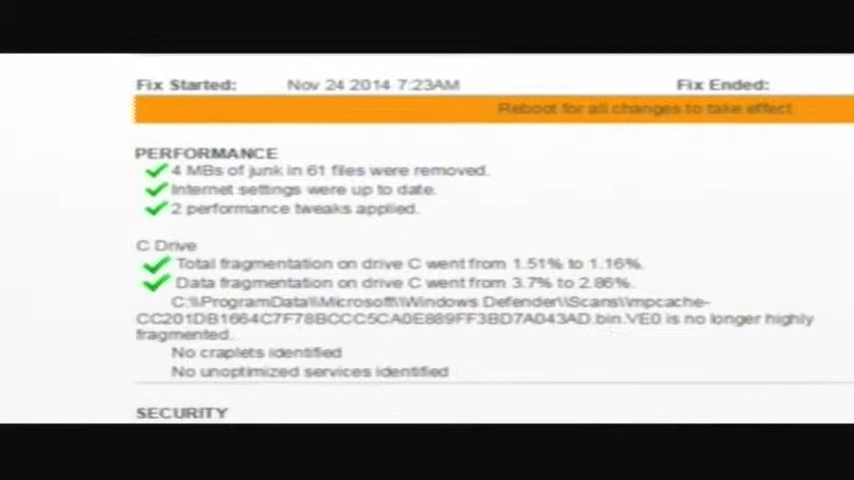 Fix Started: Nov 24 2014 7:23AM Fix Ended:
Reboot for all changes to take effect
PERFORMANCE
4 MBs of junk in 61 files were removed.
Internet settings were up to date.
2 performance tweaks applied.
C Drive
Total fragmentation on drive C went from 1.51% to 1.16%.
Data fragmentation on drive C went from 3.7% to 2.86%.
C:\\ProgramData\\Microsoft\\Windows Defender\\Scans\\mpcache-
CC201DB1664C7F78BCCC5CA0E889FF3BD7A043AD.bin.VE0 is no longer highly
fragmented.
No craplets identified
No unoptimized services identified
SECURITY